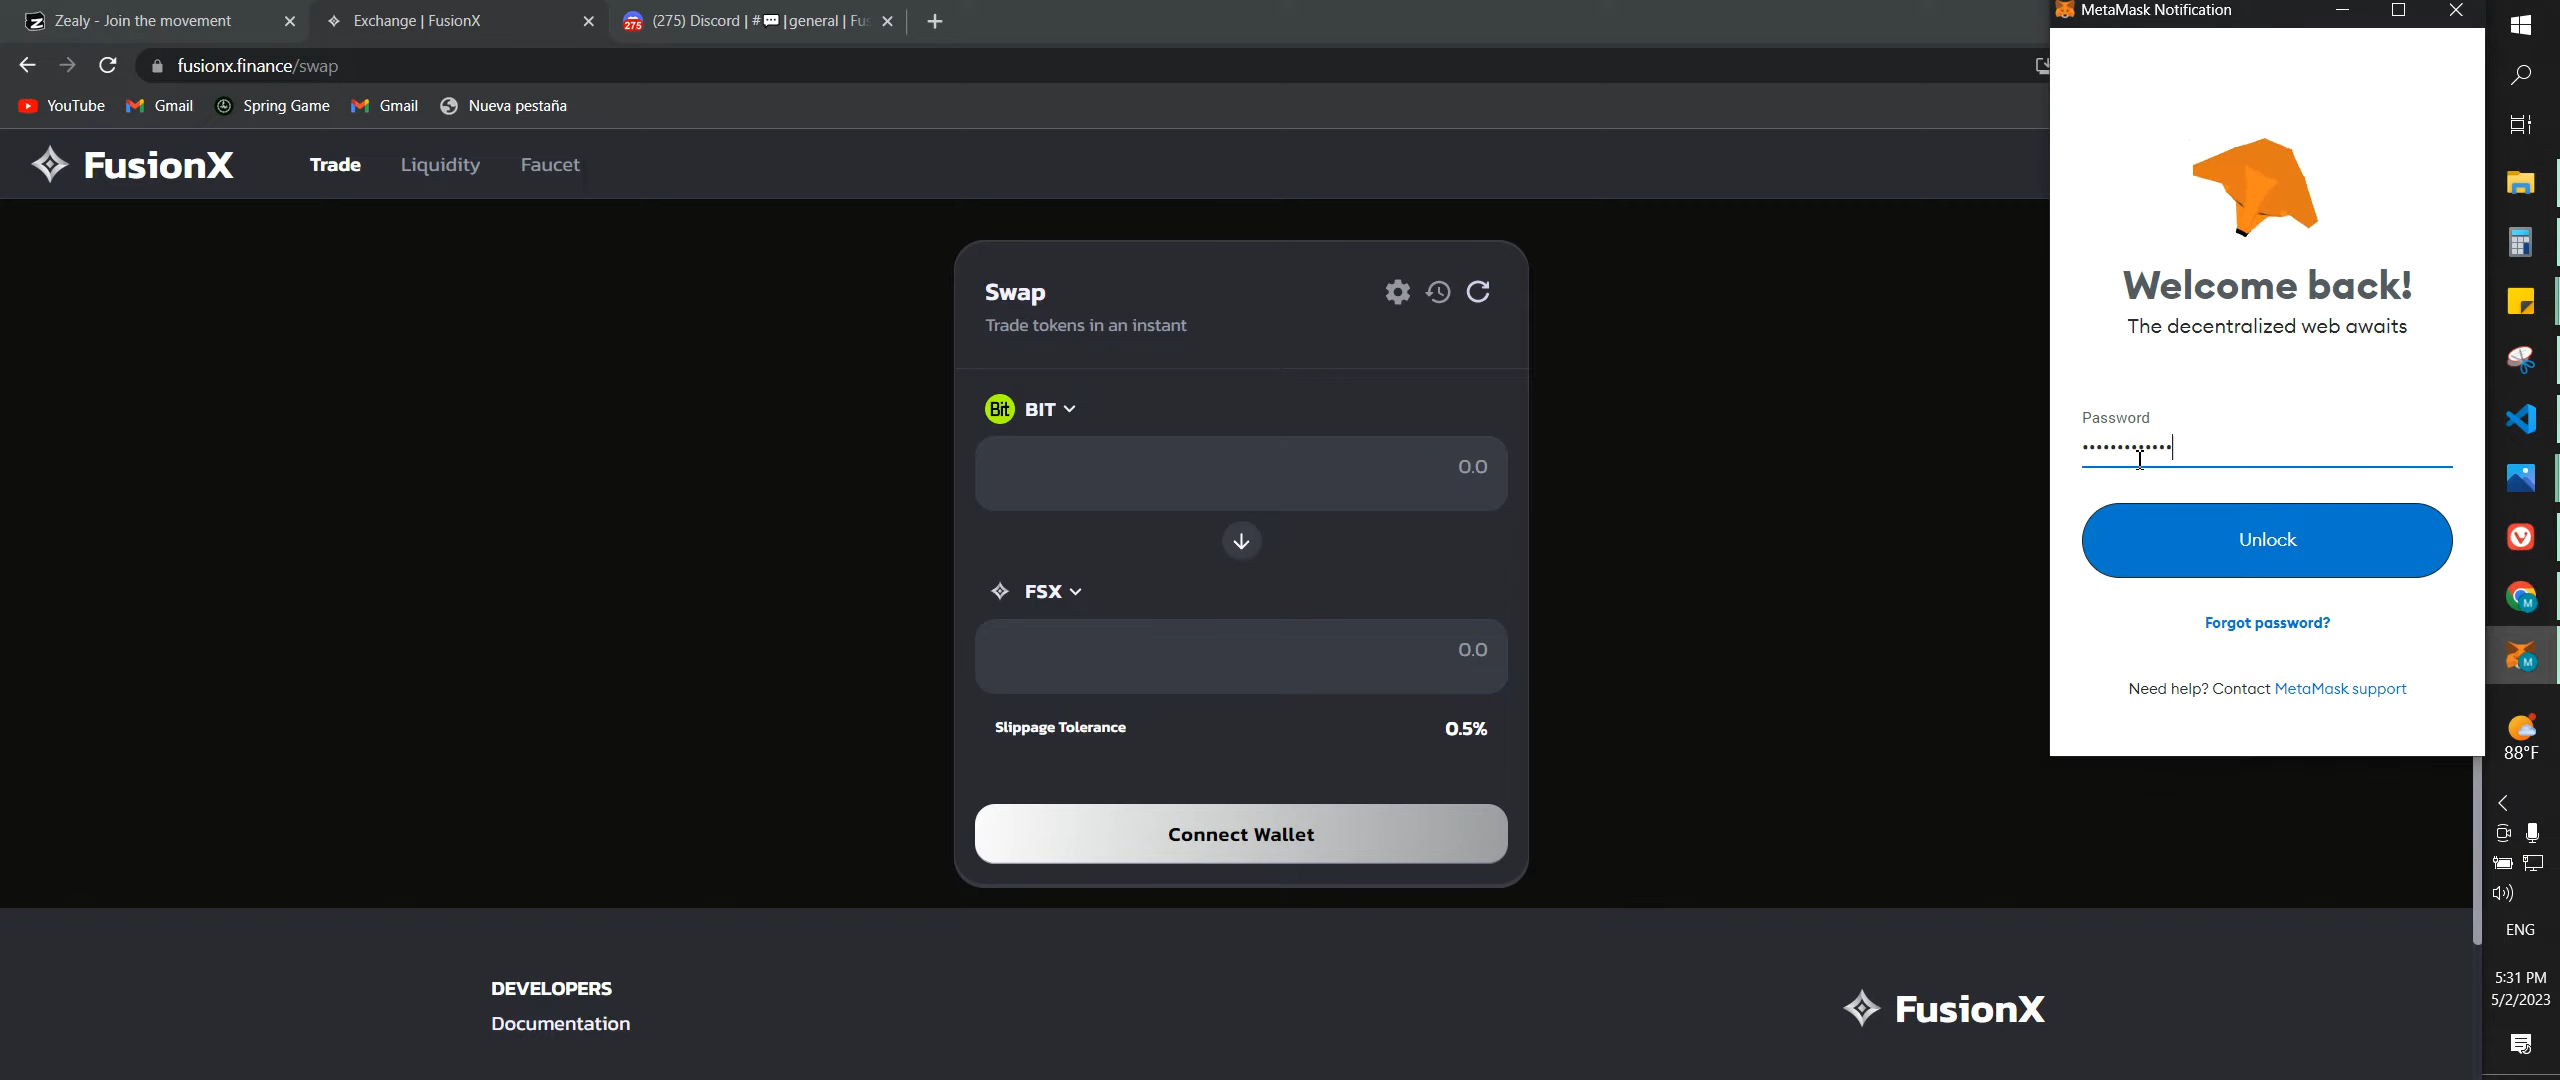 Zealy - Join the movement
Exchange | FusionX
(275) Discord | #💬 | general | Fus
MetaMask Notification
fusionx.finance/swap
YouTube
Gmail
Spring Game
Gmail
Nueva pestaña
FusionX
Trade
Liquidity
Faucet
Swap
Trade tokens in an instant
Bit BIT
0.0
FSX
0.0
Slippage Tolerance
0.5%
Connect Wallet
DEVELOPERS
Documentation
FusionX
Welcome back!
The decentralized web awaits
Password
•••••••••••••
Unlock
Forgot password?
Need help? Contact MetaMask support
88°F
ENG
5:31 PM
5/2/2023